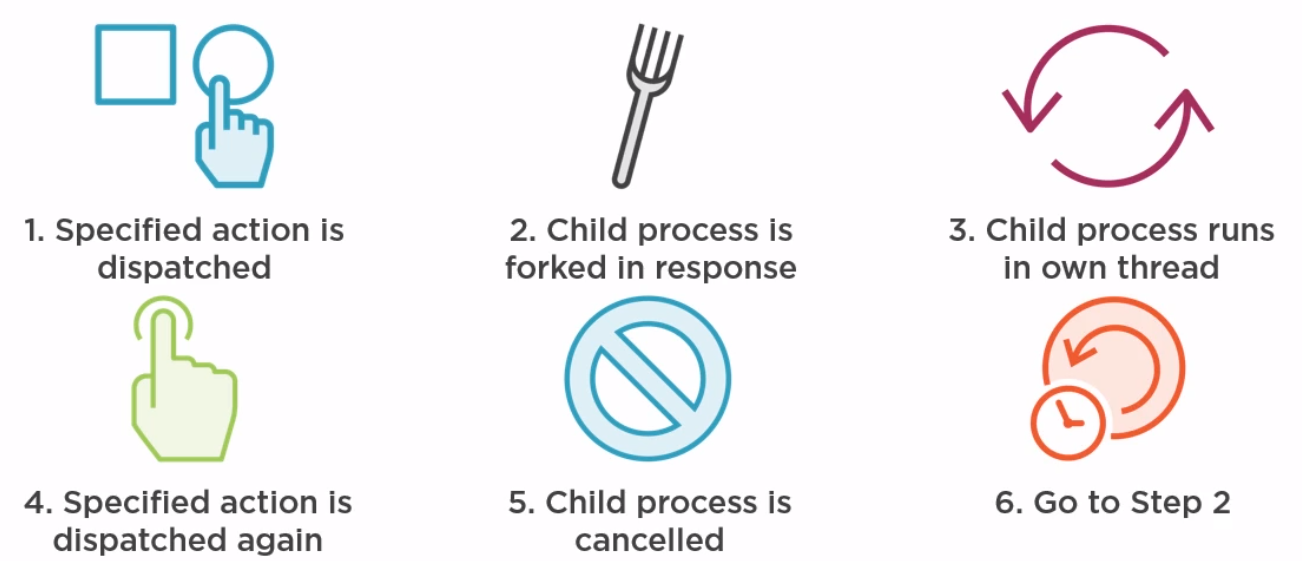 1. Specified action is
dispatched
2. Child process is
forked in response
3. Child process runs
in own thread
4. Specified action is
dispatched again
5. Child process is
cancelled
6. Go to Step 2